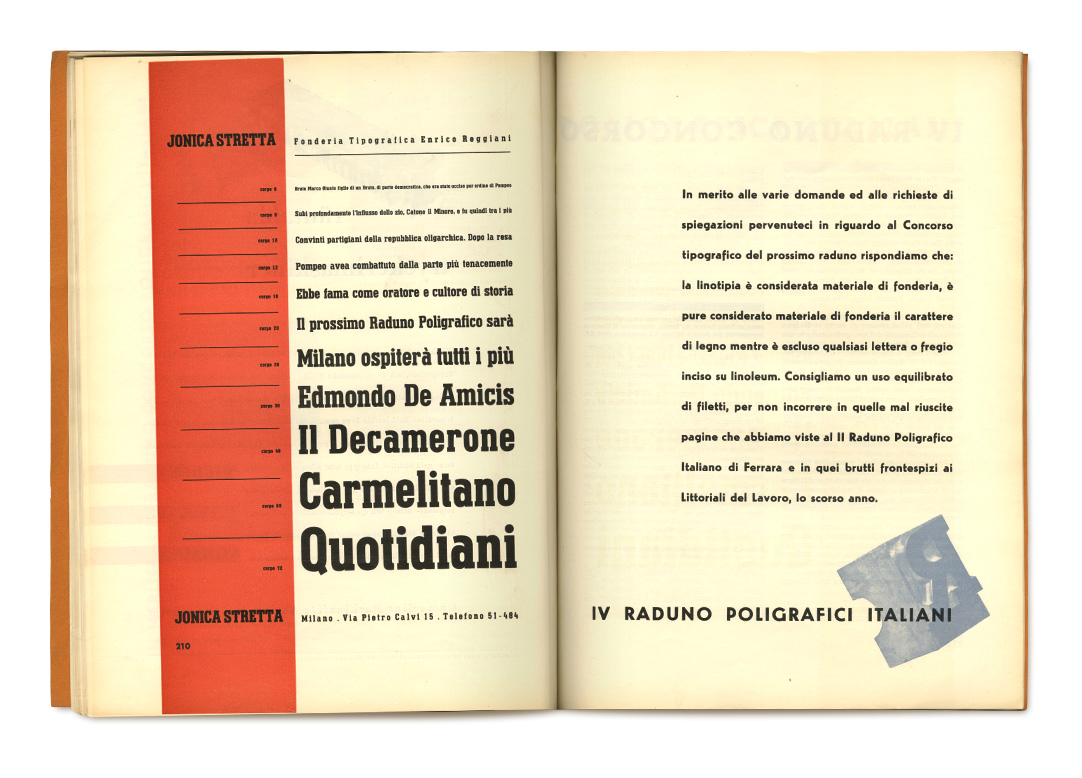 JONICA STRETTA
Fonderia Tipografica Enrico Reggiani
corpo 6
Bruto Marco Giunio figlio di un Bruto, di parte democratica, che era stato ucciso per ordine di Pompeo
corpo 8
Subì profondamente l'influsso dello zio, Catone il Minore, e fu quindi tra i più
corpo 10
Convinti partigiani della repubblica oligarchica. Dopo la resa
corpo 12
Pompeo avea combattuto dalla parte più tenacemente
corpo 16
Ebbe fama come oratore e cultore di storia
corpo 20
Il prossimo Raduno Poligrafico sarà
corpo 28
Milano ospiterà tutti i più
corpo 36
Edmondo De Amicis
corpo 48
Il Decamerone
corpo 60
Carmelitano
corpo 72
Quotidiani
JONICA STRETTA
Milano . Via Pietro Calvi 15 . Telefono 51-484
210
In merito alle varie domande ed alle richieste di
spiegazioni pervenuteci in riguardo al Concorso
tipografico del prossimo raduno rispondiamo che:
la linotipia è considerata materiale di fonderia, è
pure considerato materiale di fonderia il carattere
di legno mentre è escluso qualsiasi lettera o fregio
inciso su linoleum. Consigliamo un uso equilibrato
di filetti, per non incorrere in quelle mal riuscite
pagine che abbiamo viste al II Raduno Poligrafico
Italiano di Ferrara e in quei brutti frontespizi ai
Littoriali del Lavoro, lo scorso anno.
IV RADUNO POLIGRAFICI ITALIANI